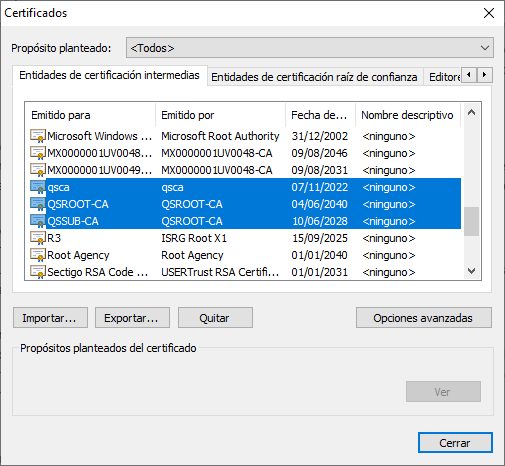 Certificados
Propósito planteado: <Todos>
Entidades de certificación intermedias Entidades de certificación raíz de confianza Editore
Emitido para Emitido por Fecha de... Nombre descriptivo
Microsoft Windows ... Microsoft Root Authority 31/12/2002 <ninguno>
MX0000001UV0048... MX0000001UV0048-CA 09/08/2046 <ninguno>
MX0000001UV0049... MX0000001UV0048-CA 09/08/2031 <ninguno>
qsca qsca 07/11/2022 <ninguno>
QSROOT-CA QSROOT-CA 04/06/2040 <ninguno>
QSSUB-CA QSROOT-CA 10/06/2028 <ninguno>
R3 ISRG Root X1 15/09/2025 <ninguno>
Root Agency Root Agency 01/01/2040 <ninguno>
Sectigo RSA Code ... USERTrust RSA Certifi... 01/01/2031 <ninguno>
Importar... Exportar... Quitar Opciones avanzadas
Propósitos planteados del certificado
Ver
Cerrar